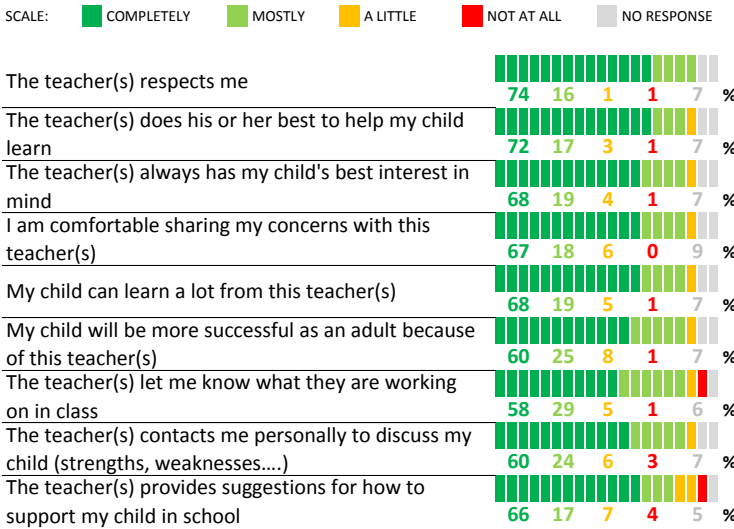 SCALE: COMPLETELY MOSTLY A LITTLE NOT AT ALL NO RESPONSE
The teacher(s) respects me
74 16 1 1 7 %
The teacher(s) does his or her best to help my child
learn
72 17 3 1 7 %
The teacher(s) always has my child's best interest in
mind
68 19 4 1 7 %
I am comfortable sharing my concerns with this
teacher(s)
67 18 6 0 9 %
My child can learn a lot from this teacher(s)
68 19 5 1 7 %
My child will be more successful as an adult because
of this teacher(s)
60 25 8 1 7 %
The teacher(s) let me know what they are working
on in class
58 29 5 1 6 %
The teacher(s) contacts me personally to discuss my
child (strengths, weaknesses....)
60 24 6 3 7 %
The teacher(s) provides suggestions for how to
support my child in school
66 17 7 4 5 %